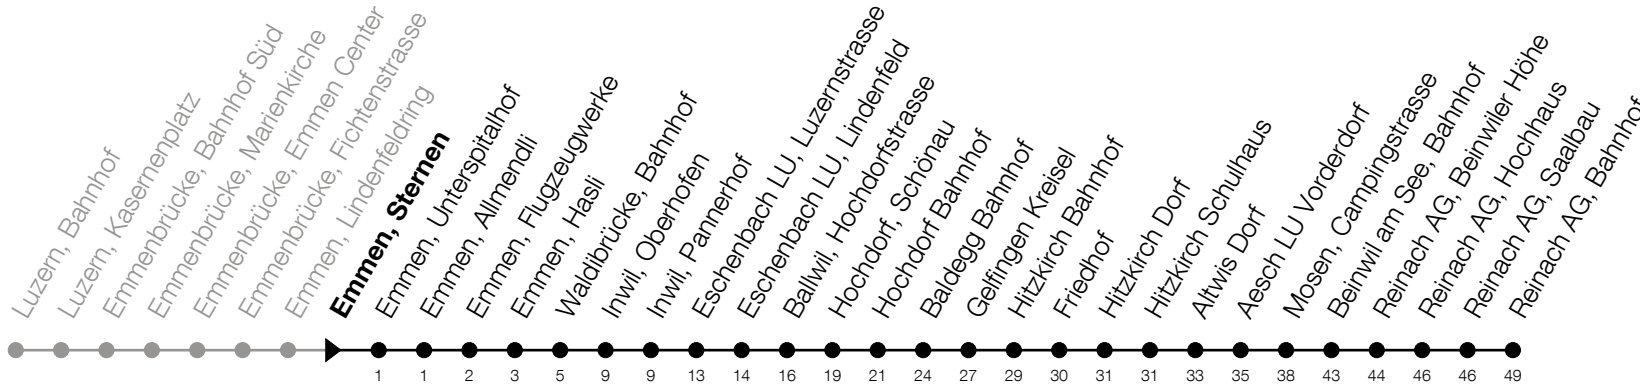 Luzern, Bahnhof
Luzern, Kasernenplatz
Emmenbrücke, Bahnhof Süd
Emmenbrücke, Marienkirche
Emmenbrücke, Emmen Center
Emmenbrücke, Fichtenstrasse
Emmen, Lindenfeldring
Emmen, Sternen
Emmen, Unterspitalhof
Emmen, Allmendli
Emmen, Flugzeugwerke
Emmen, Hasli
Waldibrücke, Bahnhof
Inwil, Oberhofen
Inwil, Pannerhof
Eschenbach LU, Luzernstrasse
Eschenbach LU, Lindenfeld
Ballwil, Hochdorfstrasse
Hochdorf, Schönau
Hochdorf Bahnhof
Baldegg Bahnhof
Gelfingen Kreisel
Hitzkirch Bahnhof
Friedhof
Hitzkirch Dorf
Hitzkirch Schulhaus
Altwis Dorf
Aesch LU Vorderdorf
Mosen, Campingstrasse
Beinwil am See, Bahnhof
Reinach AG, Beinwiler Höhe
Reinach AG, Hochhaus
Reinach AG, Saalbau
Reinach AG, Bahnhof
1 1 2 3 5 9 9 13 14 16 19 21 24 27 29 30 31 31 33 35 38 43 44 46 46 49